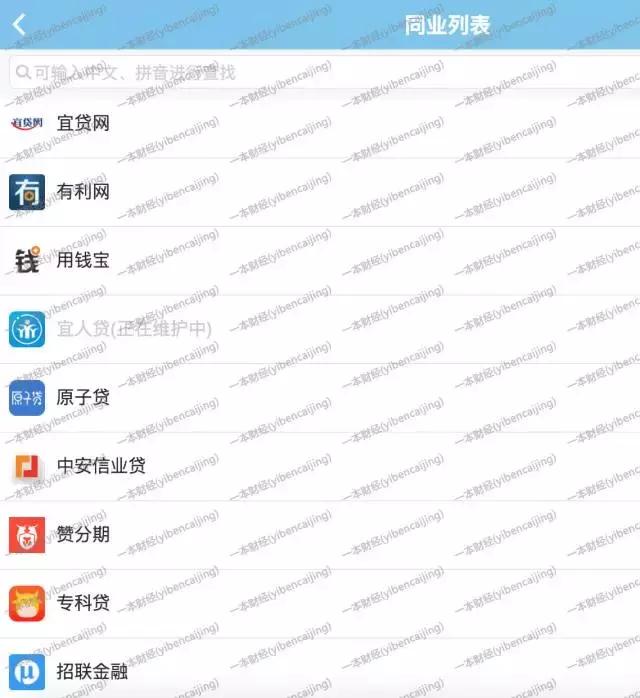 同业列表
可输入中文、拼音进行查找
宜贷网
宜贷网
有
有利网
钱
用钱宝
宜人贷(正在维护中)
原子贷
原子贷
中安信业贷
赞分期
专科贷
招联金融
一本财经(yibencaijing)